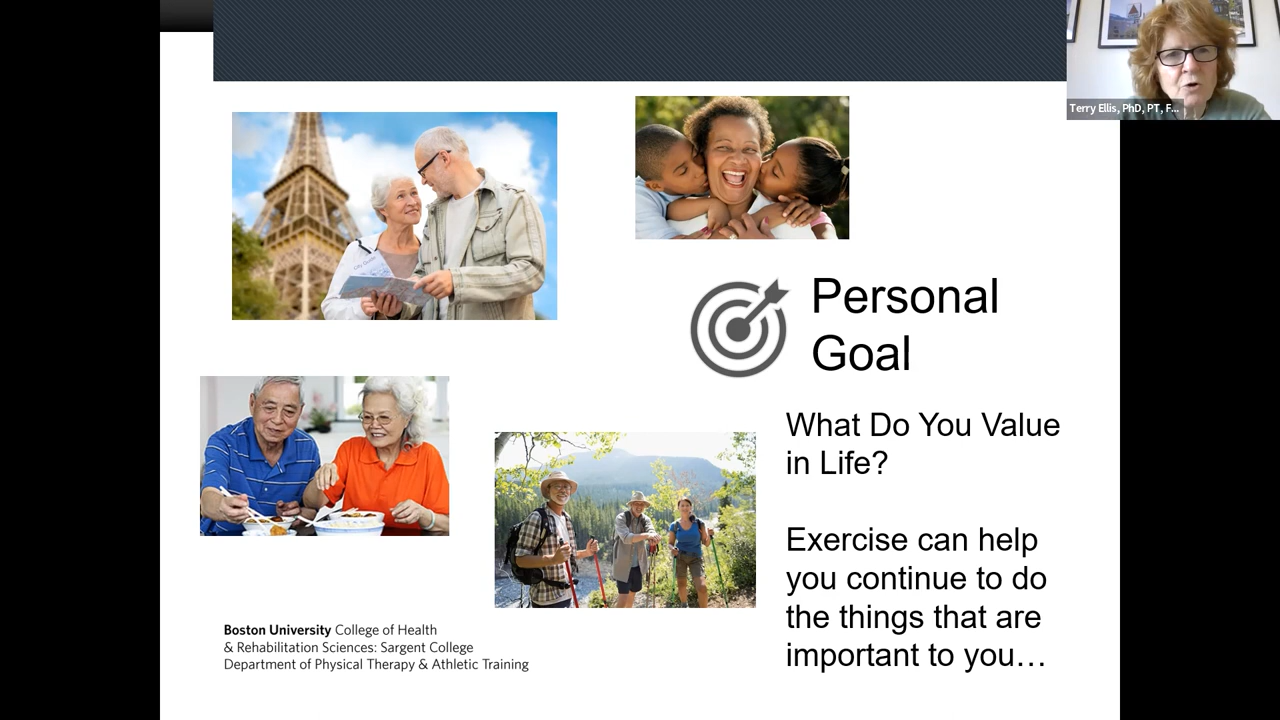 Terry Ellis, PhD, PT, F...
Personal
Goal
What Do You Value
in Life?
Exercise can help
you continue to do
the things that are
important to you…
Boston University College of Health
& Rehabilitation Sciences: Sargent College
Department of Physical Therapy & Athletic Training